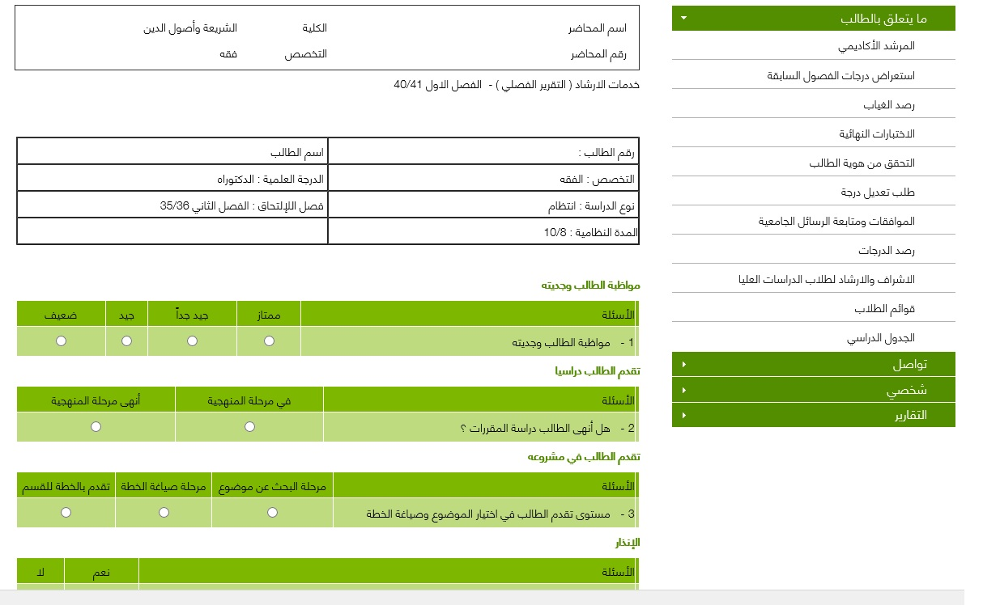 ما يتعلق بالطالب
المرشد الأكاديمي
استعراض درجات الفصول السابقة
رصد الغياب
الاختبارات النهائية
التحقق من هوية الطالب
طلب تعديل درجة
الموافقات ومتابعة الرسائل الجامعية
رصد الدرجات
الاشراف والارشاد لطلاب الدراسات العليا
قوائم الطلاب
الجدول الدراسي
تواصل
شخصي
التقارير
اسم المحاضر الكلية الشريعة وأصول الدين
رقم المحاضر التخصص فقه
خدمات الارشاد ( التقرير الفصلي ) - الفصل الاول 40/41
رقم الطالب : اسم الطالب
التخصص : الفقه الدرجة العلمية : الدكتوراه
نوع الدراسة : انتظام فصل اللإلتحاق : الفصل الثاني 35/36
المدة النظامية : 10/8
مواظبة الطالب وجديته
الأسئلة ممتاز جيد جداً جيد ضعيف
1 - مواظبة الطالب وجديته
تقدم الطالب دراسيا
الأسئلة في مرحلة المنهجية أنهى مرحلة المنهجية
2 - هل أنهى الطالب دراسة المقررات ؟
تقدم الطالب في مشروعه
الأسئلة مرحلة البحث عن موضوع مرحلة صياغة الخطة تقدم بالخطة للقسم
3 - مستوى تقدم الطالب في اختيار الموضوع وصياغة الخطة
الإنذار
الأسئلة نعم لا